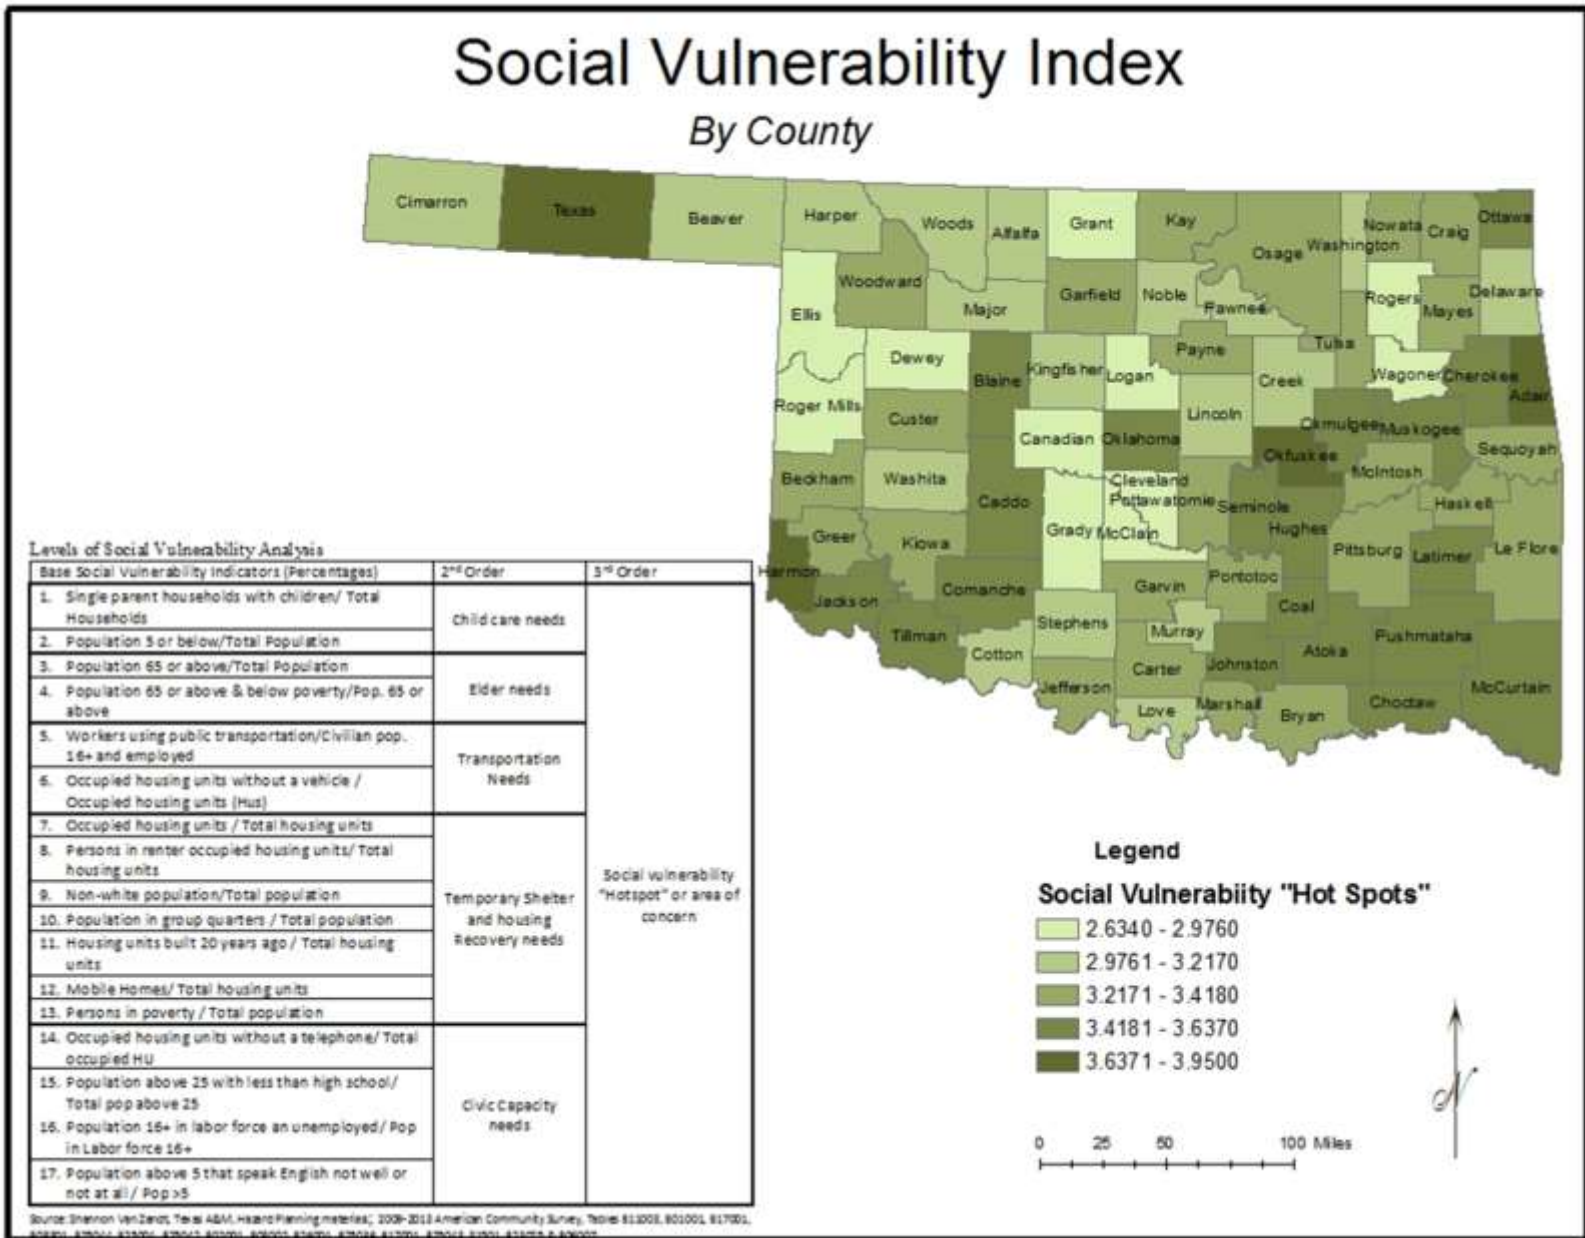 Social Vulnerability Index
By County
Cimarron
Texas
Beaver
Harper
Woods
Alfalfa
Grant
Kay
Osage
Washington
Nowata
Craig
Ottawa
Woodward
Ellis
Major
Garfield
Noble
Pawnee
Rogers
Mayes
Delaware
Dewey
Blaine
Kingfisher
Logan
Payne
Tulsa
Creek
Wagoner
Cherokee
Adair
Roger Mills
Custer
Canadian
Oklahoma
Lincoln
Okmulgee
Muskogee
Sequoyah
Okfuskee
McIntosh
Beckham
Washita
Caddo
Cleveland
Pottawatomie
Seminole
Haskell
Greer
Kiowa
Grady
McClain
Hughes
Pittsburg
Latimer
Le Flore
Harmon
Jackson
Comanche
Garvin
Pontotoc
Coal
Tillman
Stephens
Murray
Atoka
Pushmataha
Cotton
Carter
Johnston
Jefferson
Love
Marshall
Bryan
Choctaw
McCurtain
Levels of Social Vulnerability Analysis
Base Social Vulnerability Indicators (Percentages) 2nd Order 3rd Order
1. Single parent households with children/ Total
Households
2. Population 5 or below/Total Population
Child care needs
3. Population 65 or above/Total Population
4. Population 65 or above & below poverty/Pop. 65 or
above
Elder needs
5. Workers using public transportation/Civilian pop.
16+ and employed
6. Occupied housing units without a vehicle /
Occupied housing units (Hus)
Transportation
Needs
7. Occupied housing units / Total housing units
8. Persons in renter occupied housing units/ Total
housing units
9. Non-white population/Total population
10. Population in group quarters / Total population
11. Housing units built 20 years ago / Total housing
units
12. Mobile Homes/ Total housing units
13. Persons in poverty / Total population
Temporary Shelter
and housing
Recovery needs
14. Occupied housing units without a telephone/ Total
occupied HU
15. Population above 25 with less than high school/
Total pop above 25
16. Population 16+ in labor force an unemployed/ Pop
in Labor force 16+
17. Population above 5 that speak English not well or
not at all / Pop >5
Civic Capacity
needs
Social vulnerability
"Hotspot" or area of
concern
Source: Shannon Van Zandt, Texas A&M, Hazard Planning materials; 2009-2013 American Community Survey, Tables
Legend
Social Vulnerabiity "Hot Spots"
2.6340 - 2.9760
2.9761 - 3.2170
3.2171 - 3.4180
3.4181 - 3.6370
3.6371 - 3.9500
N
0 25 50 100 Miles